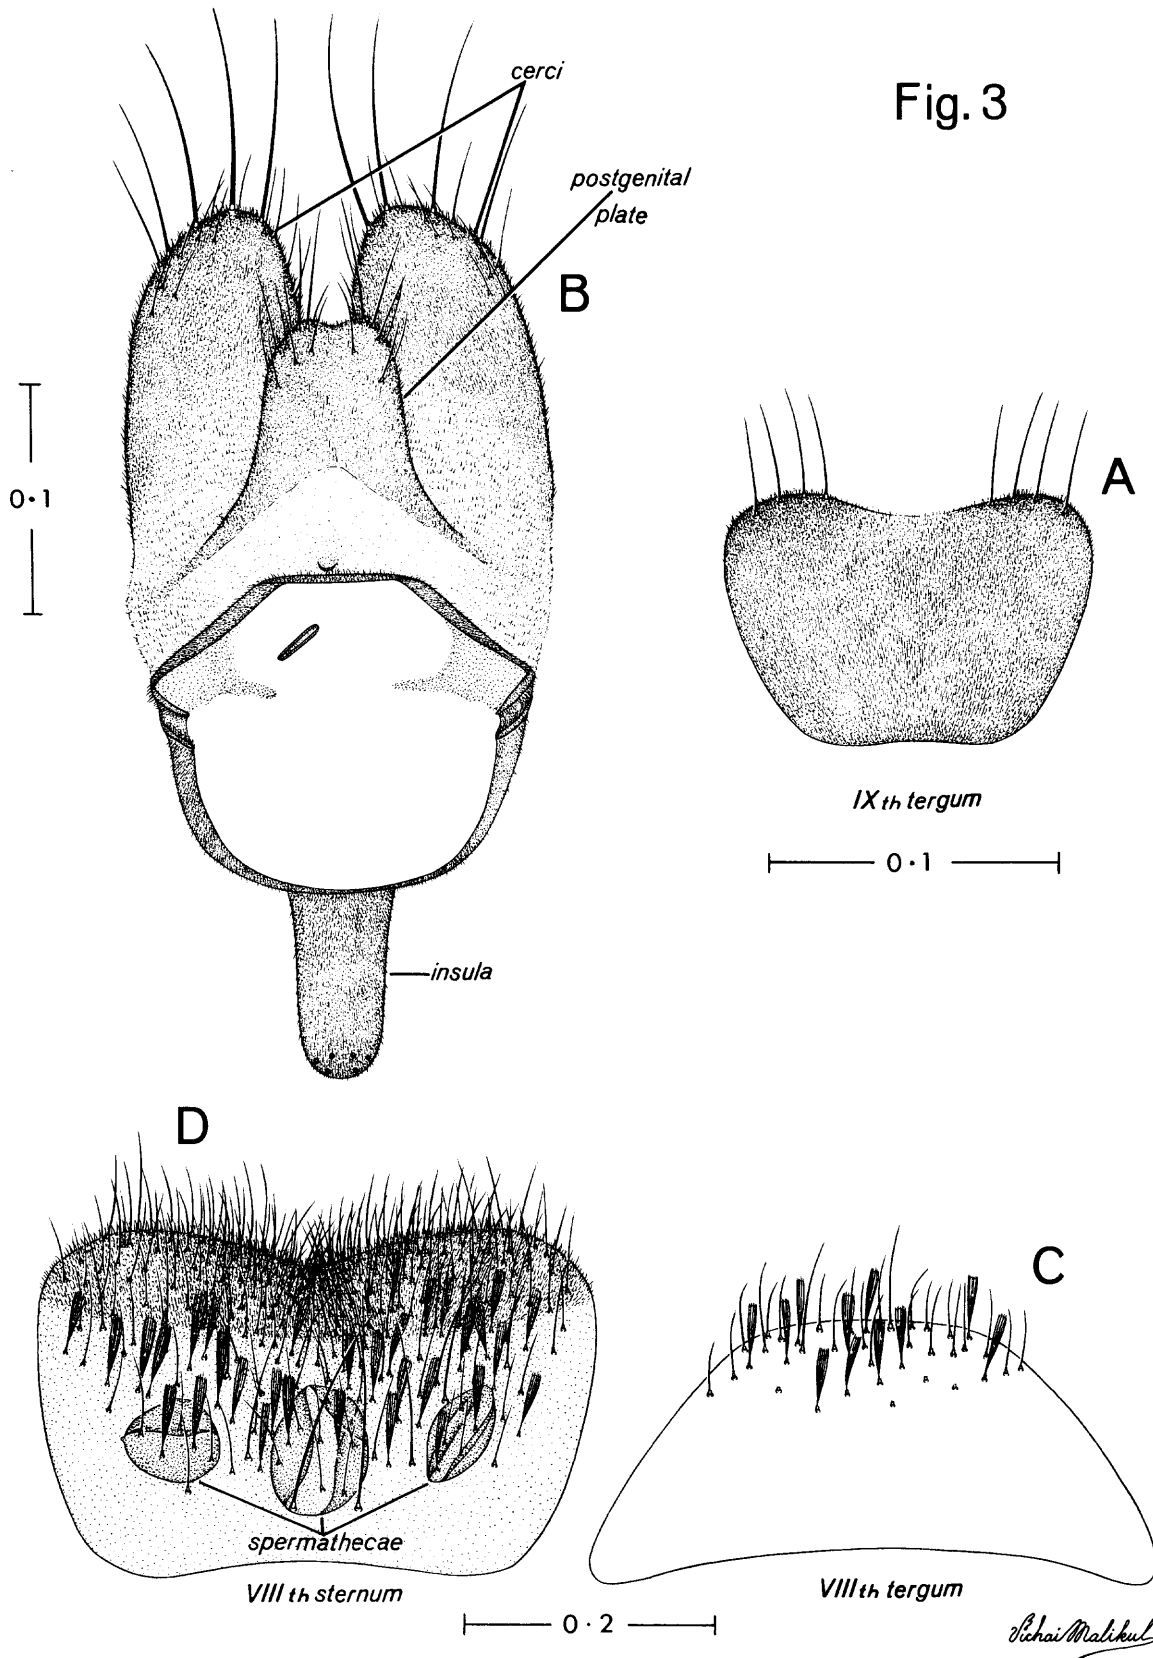 Fig. 3
cerci
postgenital
plate
B
A
0·1
IXth tergum
0·1
insula
D
C
spermathecae
VIIIth sternum
VIIIth tergum
0·2
Vichai Malikul